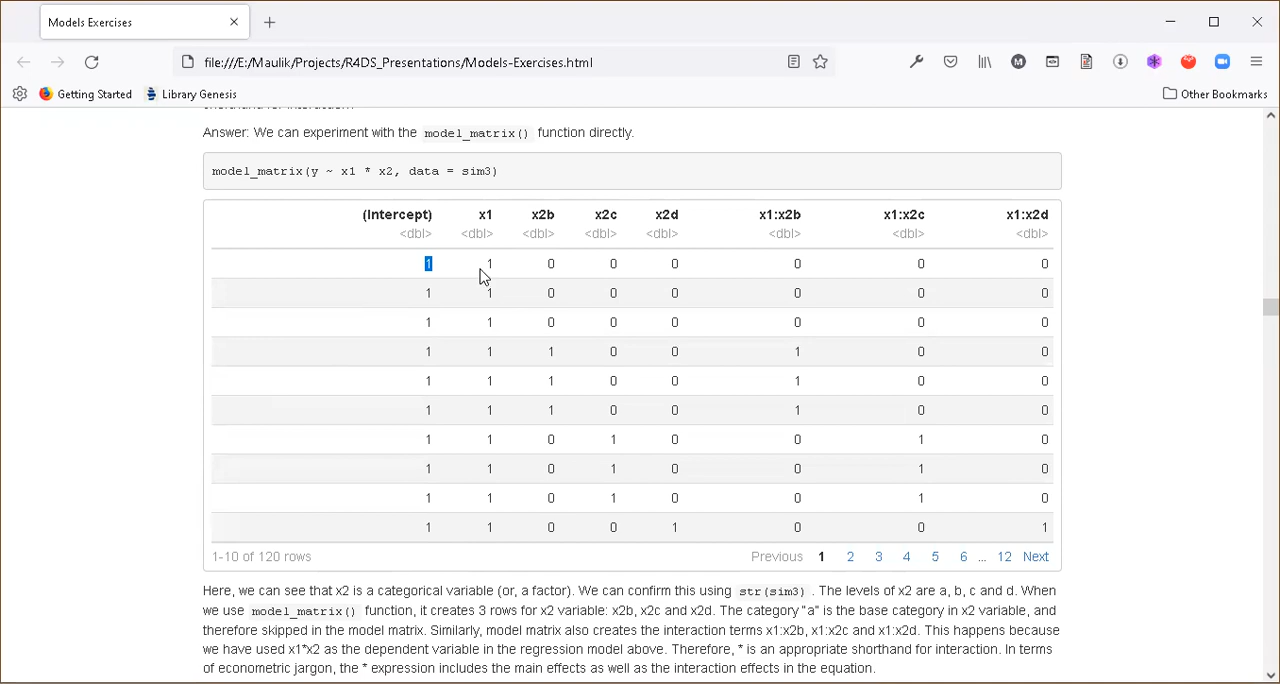 Models Exercises
file:///E:/Maulik/Projects/R4DS_Presentations/Models-Exercises.html
Getting Started Library Genesis Other Bookmarks
Answer: We can experiment with the model_matrix() function directly.
model_matrix(y ~ x1 * x2, data = sim3)
(Intercept) x1 x2b x2c x2d x1:x2b x1:x2c x1:x2d
<dbl> <dbl> <dbl> <dbl> <dbl> <dbl> <dbl> <dbl>
1 1 0 0 0 0 0 0
1 1 0 0 0 0 0 0
1 1 0 0 0 0 0 0
1 1 1 0 0 1 0 0
1 1 1 0 0 1 0 0
1 1 1 0 0 1 0 0
1 1 0 1 0 0 1 0
1 1 0 1 0 0 1 0
1 1 0 1 0 0 1 0
1 1 0 0 1 0 0 1
1-10 of 120 rows Previous 1 2 3 4 5 6 ... 12 Next
Here, we can see that x2 is a categorical variable (or, a factor). We can confirm this using str(sim3) . The levels of x2 are a, b, c and d. When
we use model_matrix() function, it creates 3 rows for x2 variable: x2b, x2c and x2d. The category "a" is the base category in x2 variable, and
therefore skipped in the model matrix. Similarly, model matrix also creates the interaction terms x1:x2b, x1:x2c and x1:x2d. This happens because
we have used x1*x2 as the dependent variable in the regression model above. Therefore, * is an appropriate shorthand for interaction. In terms
of econometric jargon, the * expression includes the main effects as well as the interaction effects in the equation.